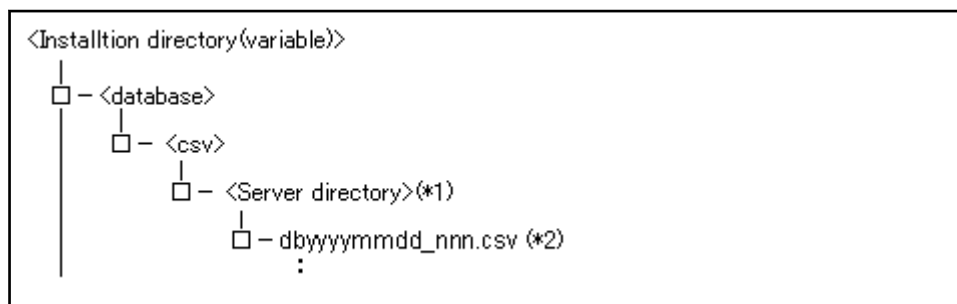 <Installtion directory(variable)>
<database>
<csv>
<Server directory>(*1)
dbyyyymmdd_nnn.csv (*2)